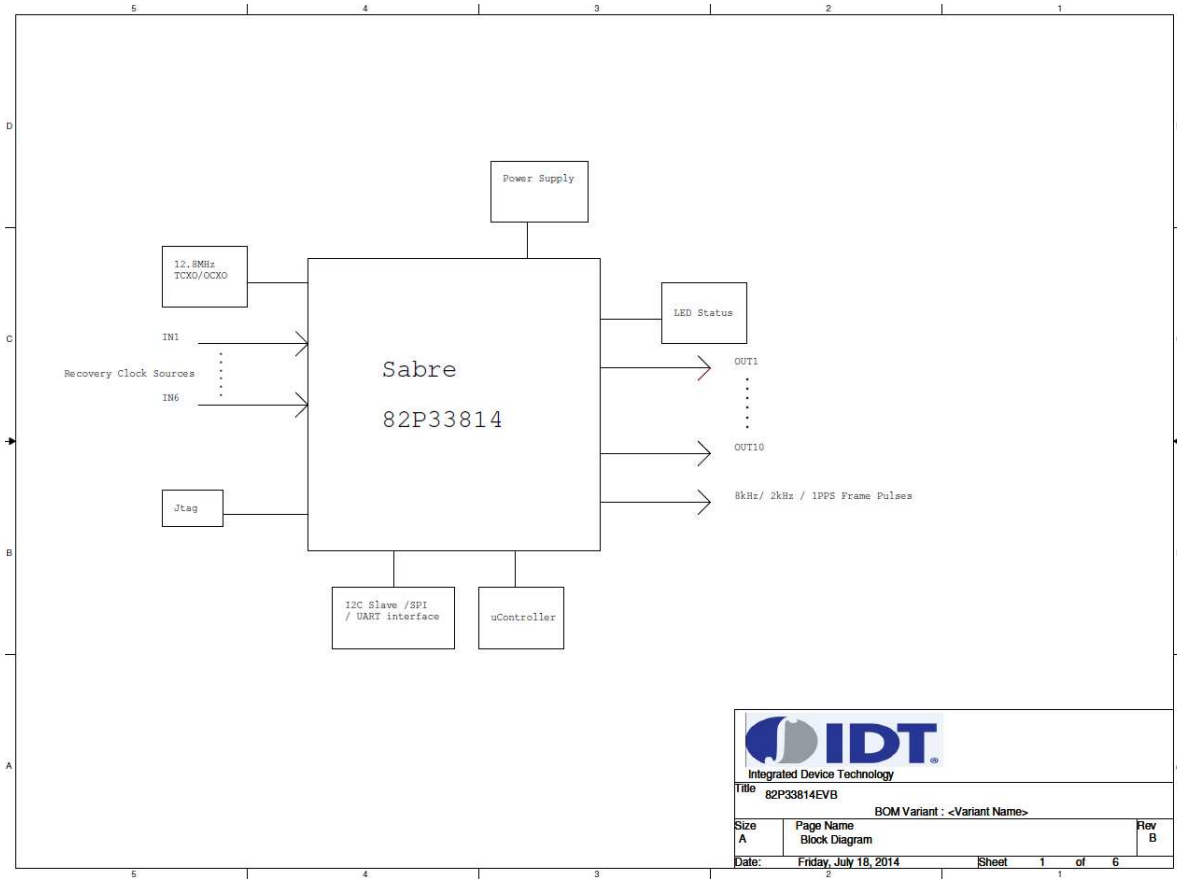 5 4 3 2 1
D
Power Supply
12.8MHz
TCXO/OCXO
LED Status
C
IN1
OUT1
Recovery Clock Sources
Sabre
IN6
82P33814
OUT10
8kHz/ 2kHz / 1PPS Frame Pulses
Jtag
B
I2C Slave /SPI
/ UART interface
uController
IDT®
A
Integrated Device Technology
Title
82P33814EVB
BOM Variant : <Variant Name>
Size
Page Name
Rev
A
Block Diagram
B
Date: Friday, July 18, 2014 Sheet 1 of 6
5 4 3 2 1